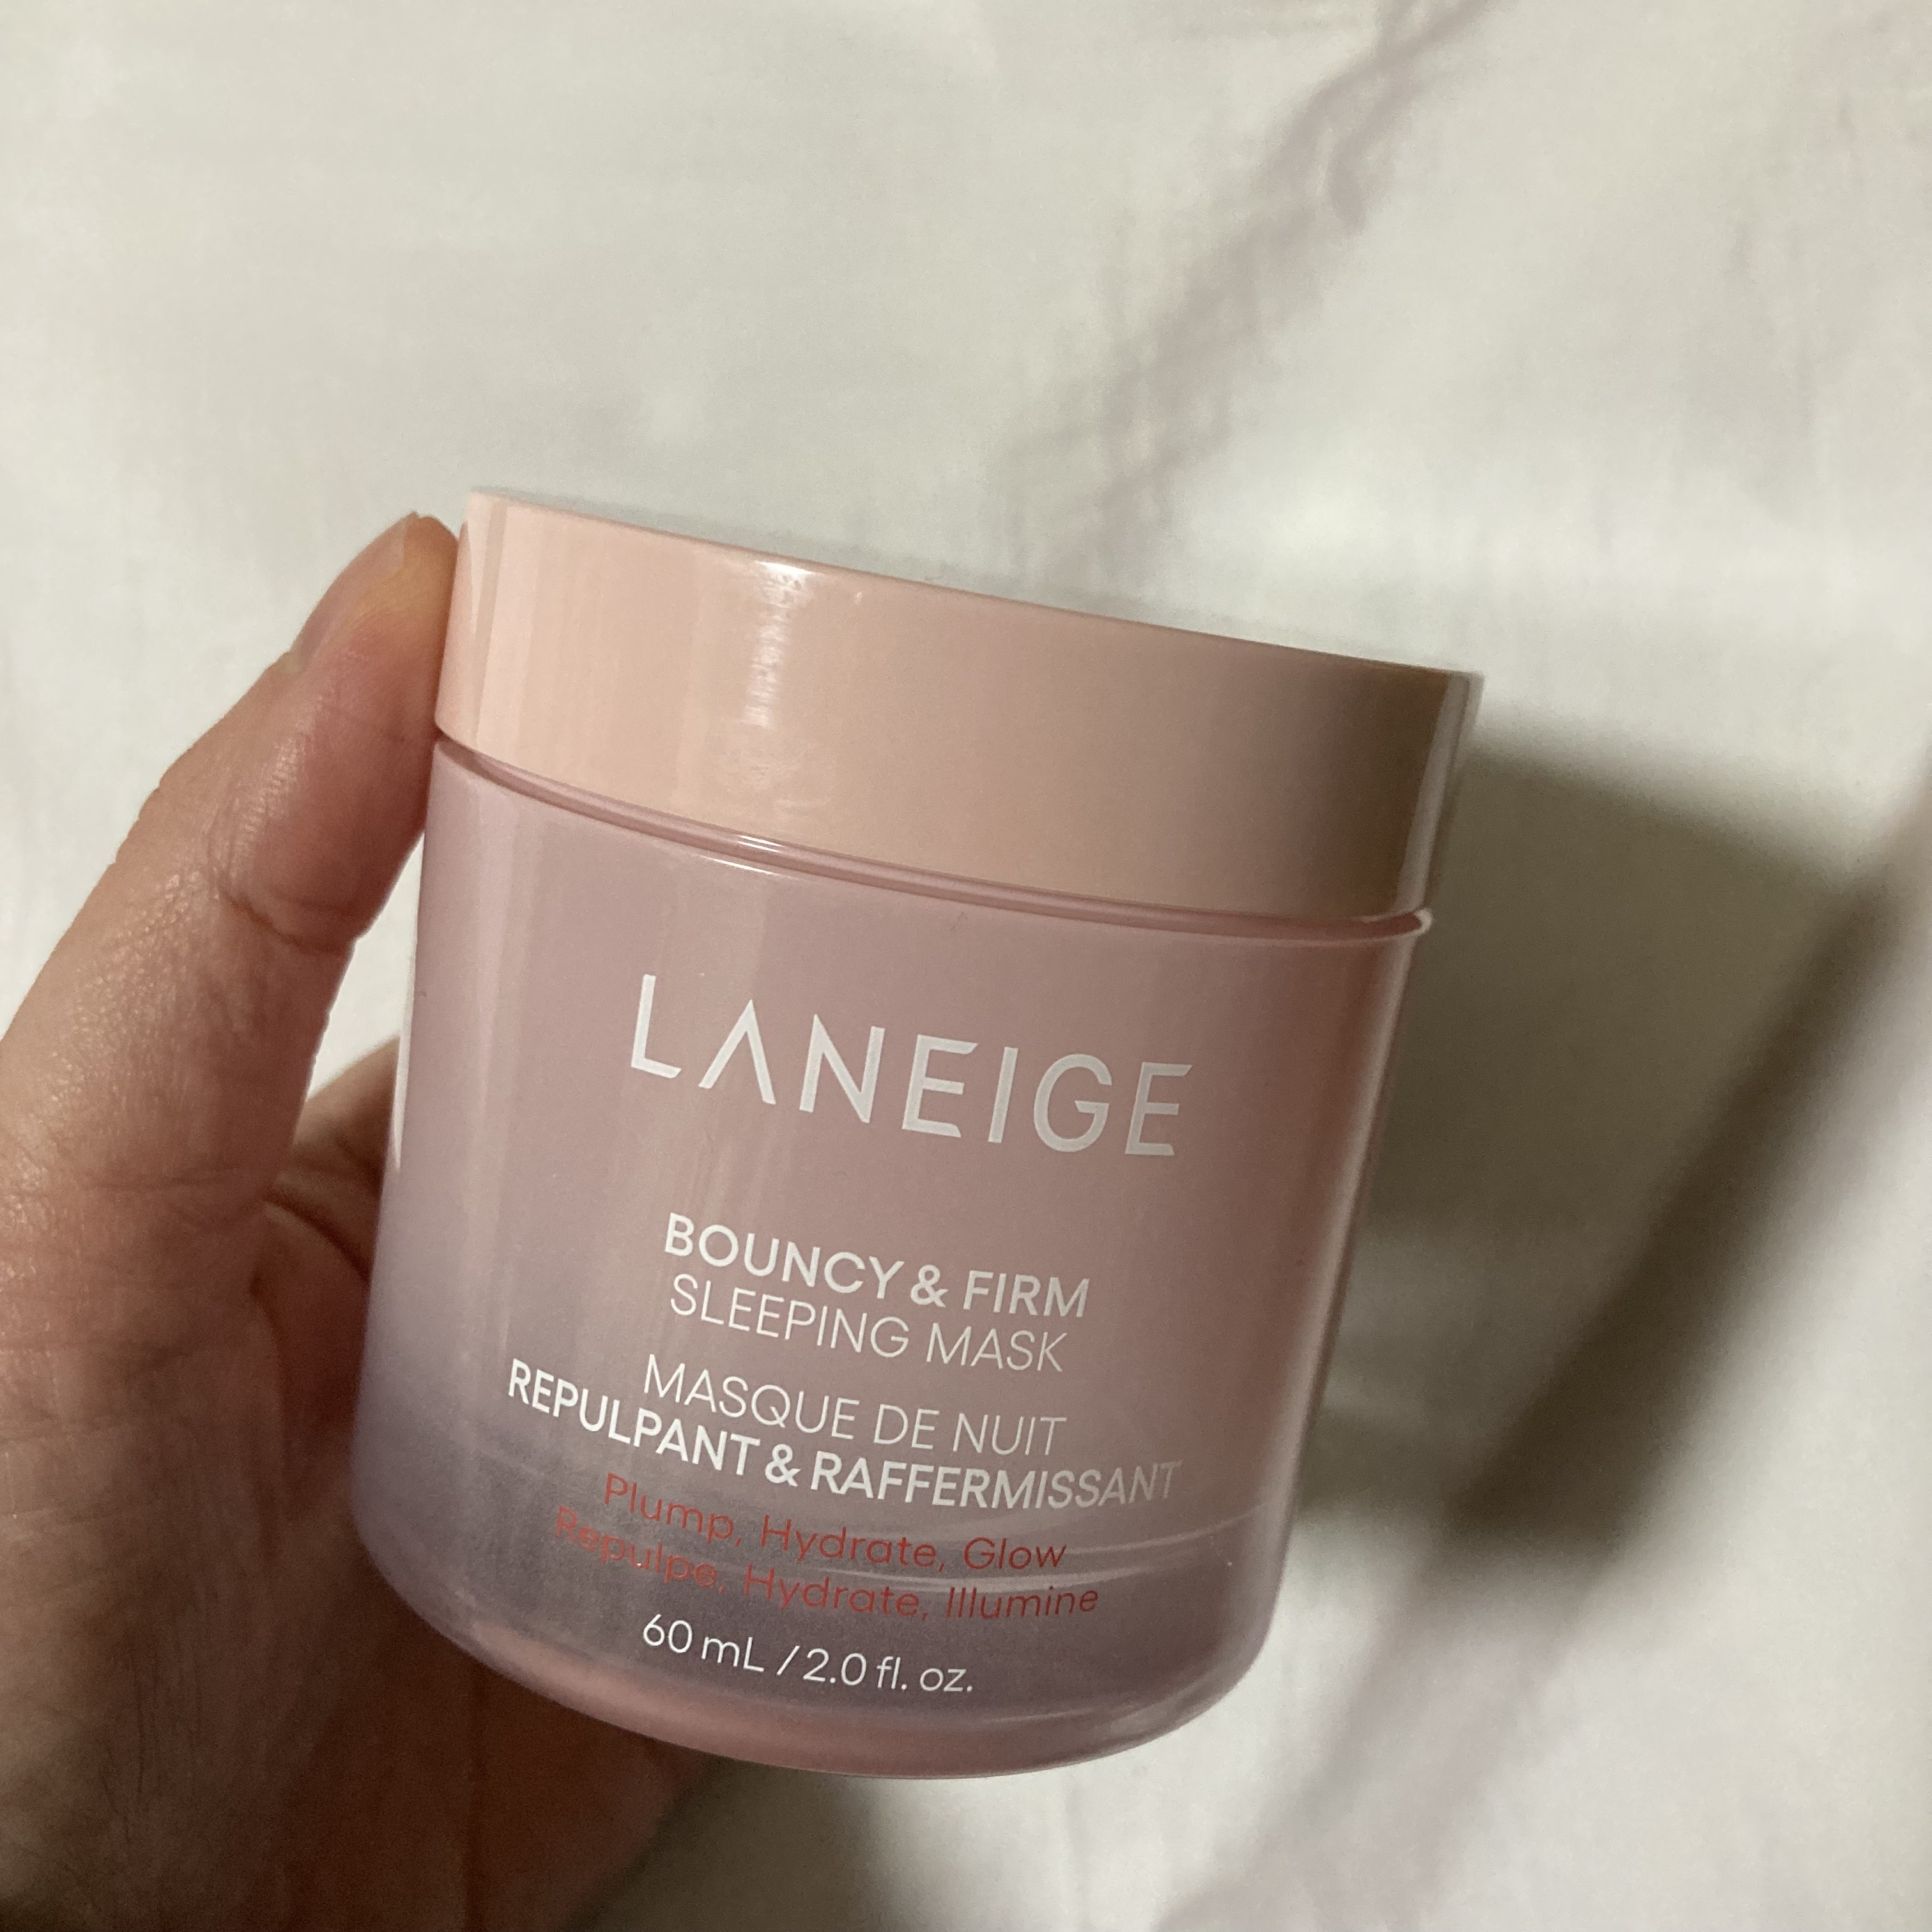 LANEIGE
BOUNCY & FIRM
SLEEPING MASK
MASQUE DE NUIT
REPULPANT & RAFFERMISSANT
Plump, Hydrate, Glow
Repulpe, Hydrate, Illumine
60 mL / 2.0 fl. oz.